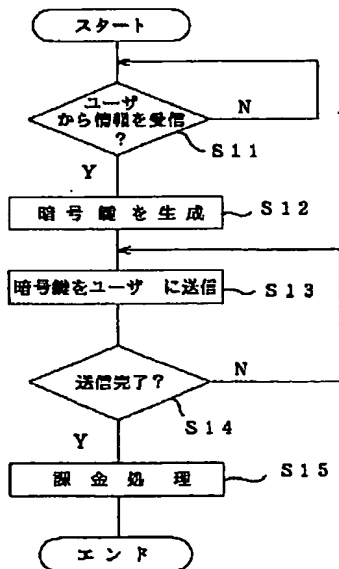 スタート
ユーザ
から情報を受信
?
N
S11
Y
暗号鍵を生成
S12
暗号鍵をユーザ に送信
S13
送信完了?
N
S14
Y
課金処理
S15
エンド